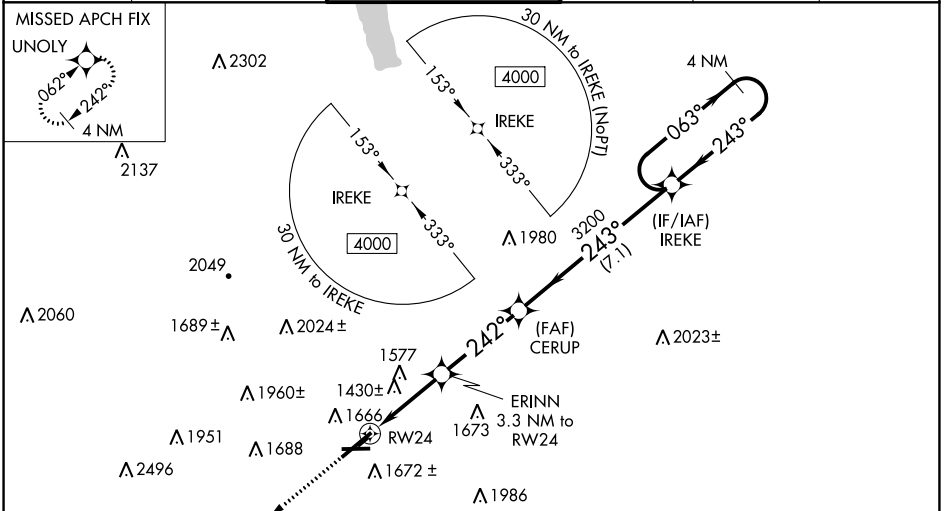 MISSED APCH FIX
UNOLY
062°
242°
4 NM
2302
2137
30 NM to IREKE (NoPT)
4000
153°
IREKE
333°
153°
IREKE
333°
4000
30 NM to IREKE
4 NM
063°
243°
(IF/IAF)
IREKE
3200
243°
(7.1)
1980
2049
2060
1689 ±
2024 ±
242°
(FAF)
CERUP
2023±
1577
1430±
1960±
ERINN
3.3 NM to
RW24
1666
1673
RW24
1951
1688
2496
1672 ±
1986